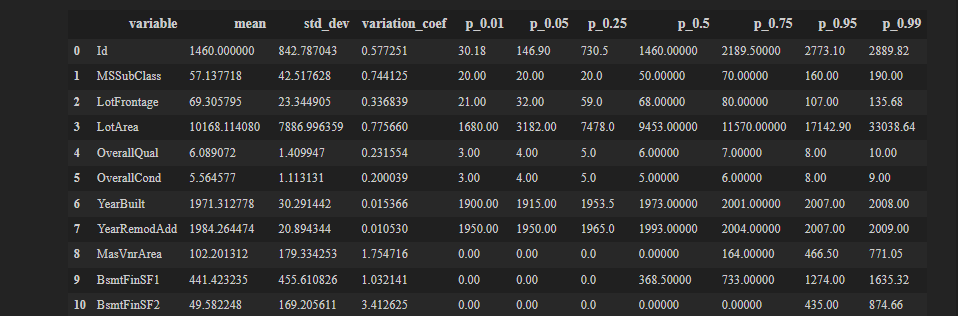 variable mean std_dev variation_coef p_0.01 p_0.05 p_0.25 p_0.5 p_0.75 p_0.95 p_0.99
0 Id 1460.000000 842.787043 0.577251 30.18 146.90 730.5 1460.00000 2189.50000 2773.10 2889.82
1 MSSubClass 57.137718 42.517628 0.744125 20.00 20.00 20.0 50.00000 70.00000 160.00 190.00
2 LotFrontage 69.305795 23.344905 0.336839 21.00 32.00 59.0 68.00000 80.00000 107.00 135.68
3 LotArea 10168.114080 7886.996359 0.775660 1680.00 3182.00 7478.0 9453.00000 11570.00000 17142.90 33038.64
4 OverallQual 6.089072 1.409947 0.231554 3.00 4.00 5.0 6.00000 7.00000 8.00 10.00
5 OverallCond 5.564577 1.113131 0.200039 3.00 4.00 5.0 5.00000 6.00000 8.00 9.00
6 YearBuilt 1971.312778 30.291442 0.015366 1900.00 1915.00 1953.5 1973.00000 2001.00000 2007.00 2008.00
7 YearRemodAdd 1984.264474 20.894344 0.010530 1950.00 1950.00 1965.0 1993.00000 2004.00000 2007.00 2009.00
8 MasVnrArea 102.201312 179.334253 1.754716 0.00 0.00 0.0 0.00000 164.00000 466.50 771.05
9 BsmtFinSF1 441.423235 455.610826 1.032141 0.00 0.00 0.0 368.50000 733.00000 1274.00 1635.32
10 BsmtFinSF2 49.582248 169.205611 3.412625 0.00 0.00 0.0 0.00000 0.00000 435.00 874.66